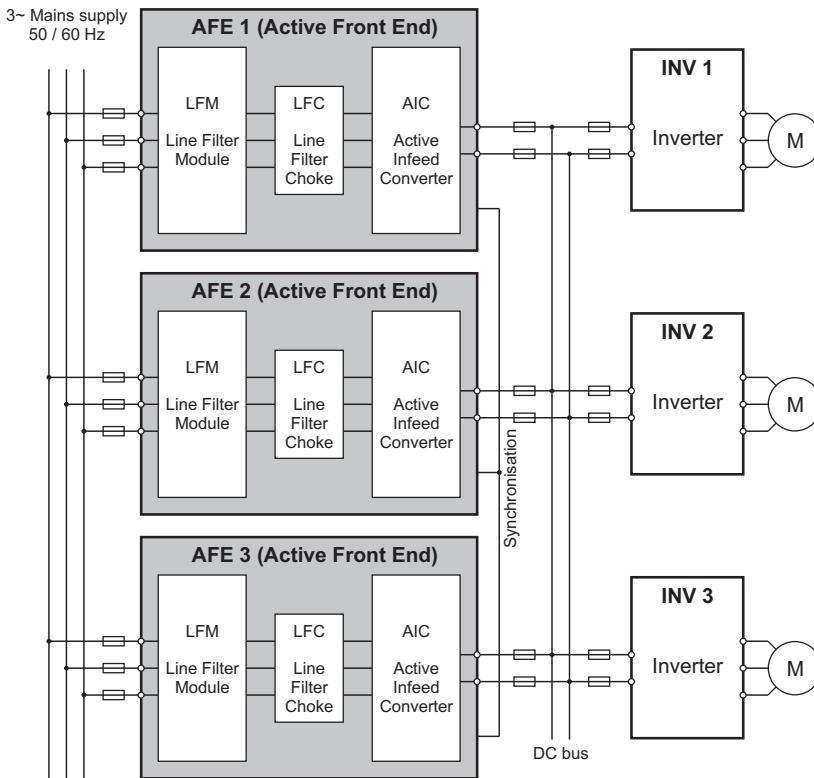 3~ Mains supply
50 / 60 Hz
AFE 1 (Active Front End)
LFM
Line Filter
Module
LFC
Line
Filter
Choke
AIC
Active
Infeed
Converter
INV 1
Inverter
M
AFE 2 (Active Front End)
LFM
Line Filter
Module
LFC
Line
Filter
Choke
AIC
Active
Infeed
Converter
Synchronisation
INV 2
Inverter
M
AFE 3 (Active Front End)
LFM
Line Filter
Module
LFC
Line
Filter
Choke
AIC
Active
Infeed
Converter
DC bus
INV 3
Inverter
M